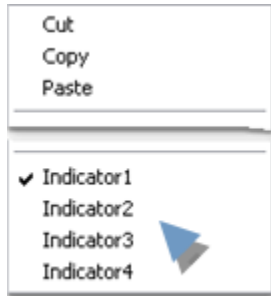 Cut
Copy
Paste
Indicator1
Indicator2
Indicator3
Indicator4